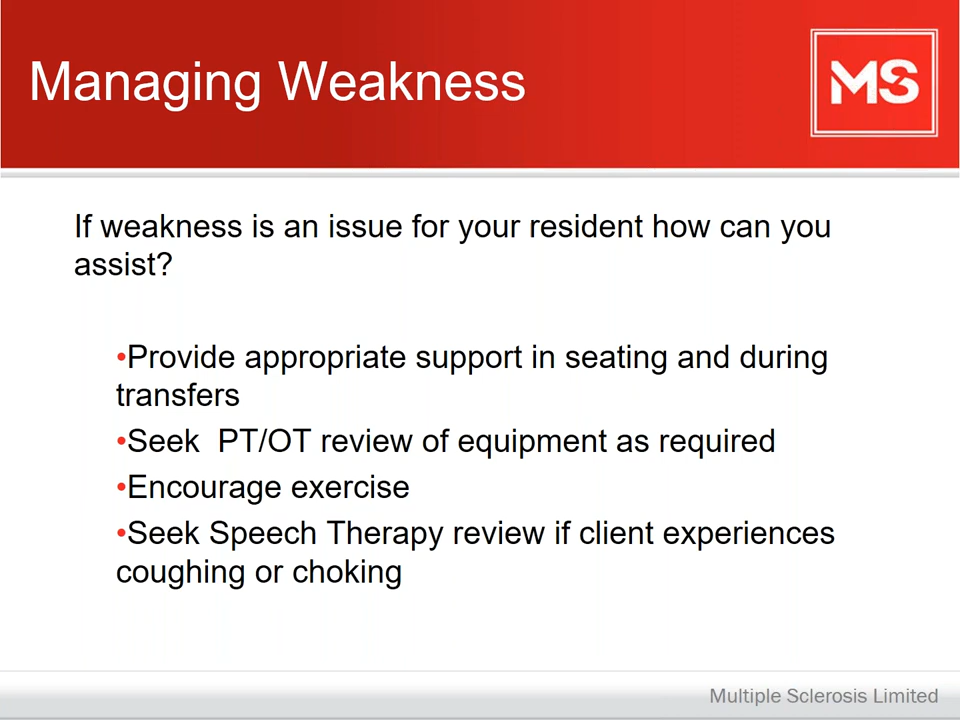 Managing Weakness
MS
If weakness is an issue for your resident how can you
assist?
•Provide appropriate support in seating and during
transfers
•Seek  PT/OT review of equipment as required
•Encourage exercise
•Seek Speech Therapy review if client experiences
coughing or choking
Multiple Sclerosis Limited